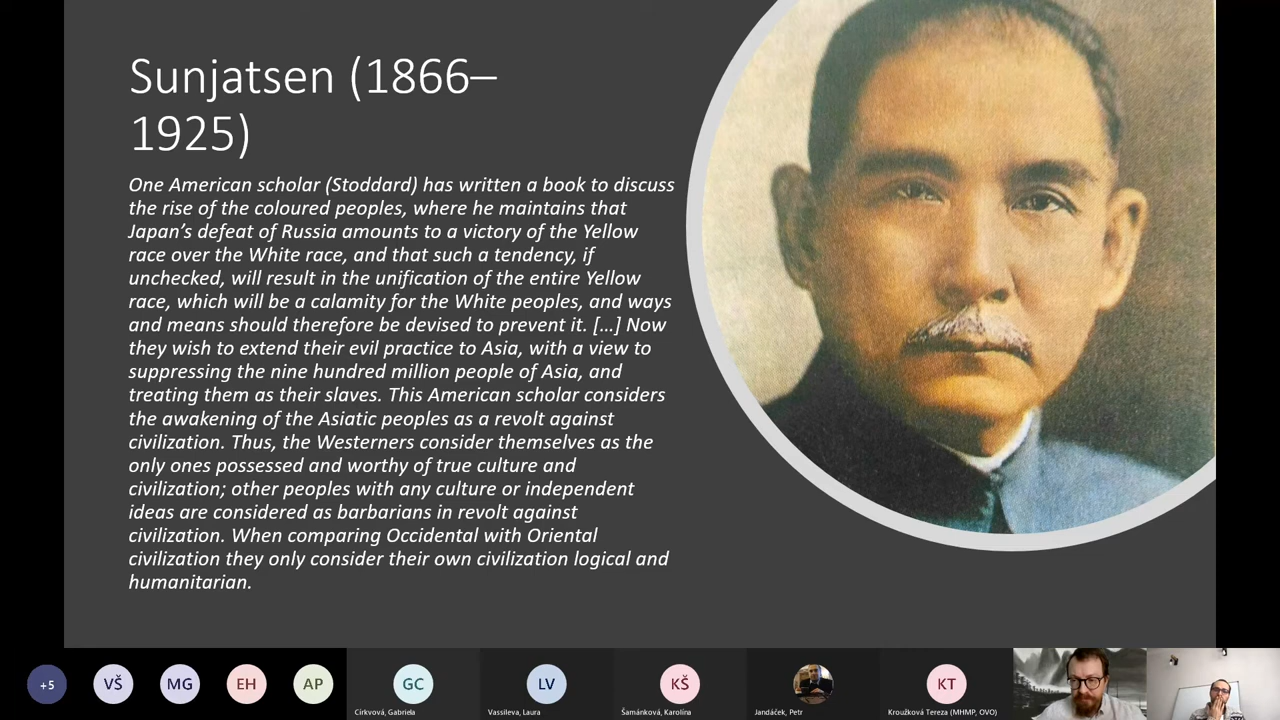 Sunjatsen (1866–
1925)
One American scholar (Stoddard) has written a book to discuss
the rise of the coloured peoples, where he maintains that
Japan’s defeat of Russia amounts to a victory of the Yellow
race over the White race, and that such a tendency, if
unchecked, will result in the unification of the entire Yellow
race, which will be a calamity for the White peoples, and ways
and means should therefore be devised to prevent it. […] Now
they wish to extend their evil practice to Asia, with a view to
suppressing the nine hundred million people of Asia, and
treating them as their slaves. This American scholar considers
the awakening of the Asiatic peoples as a revolt against
civilization. Thus, the Westerners consider themselves as the
only ones possessed and worthy of true culture and
civilization; other peoples with any culture or independent
ideas are considered as barbarians in revolt against
civilization. When comparing Occidental with Oriental
civilization they only consider their own civilization logical and
humanitarian.
+5 VŠ MG EH AP GC LV KŠ KT
Církvová, Gabriela Vassileva, Laura Šamánková, Karolína Jandáček, Petr Kroužková Tereza (MHMP, OVO)